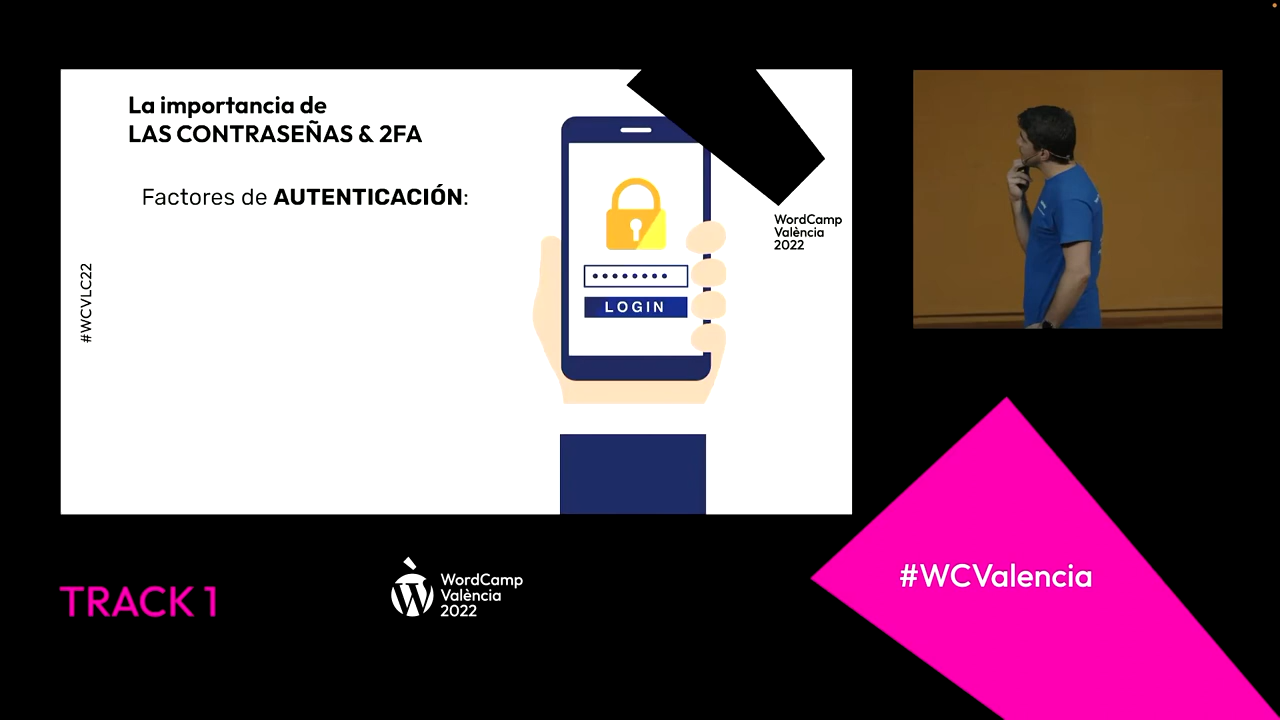 La importancia de
LAS CONTRASEÑAS & 2FA
Factores de AUTENTICACIÓN:
#WCVLC22
LOGIN
WordCamp
València
2022
TRACK 1
WordCamp
València
2022
#WCValencia